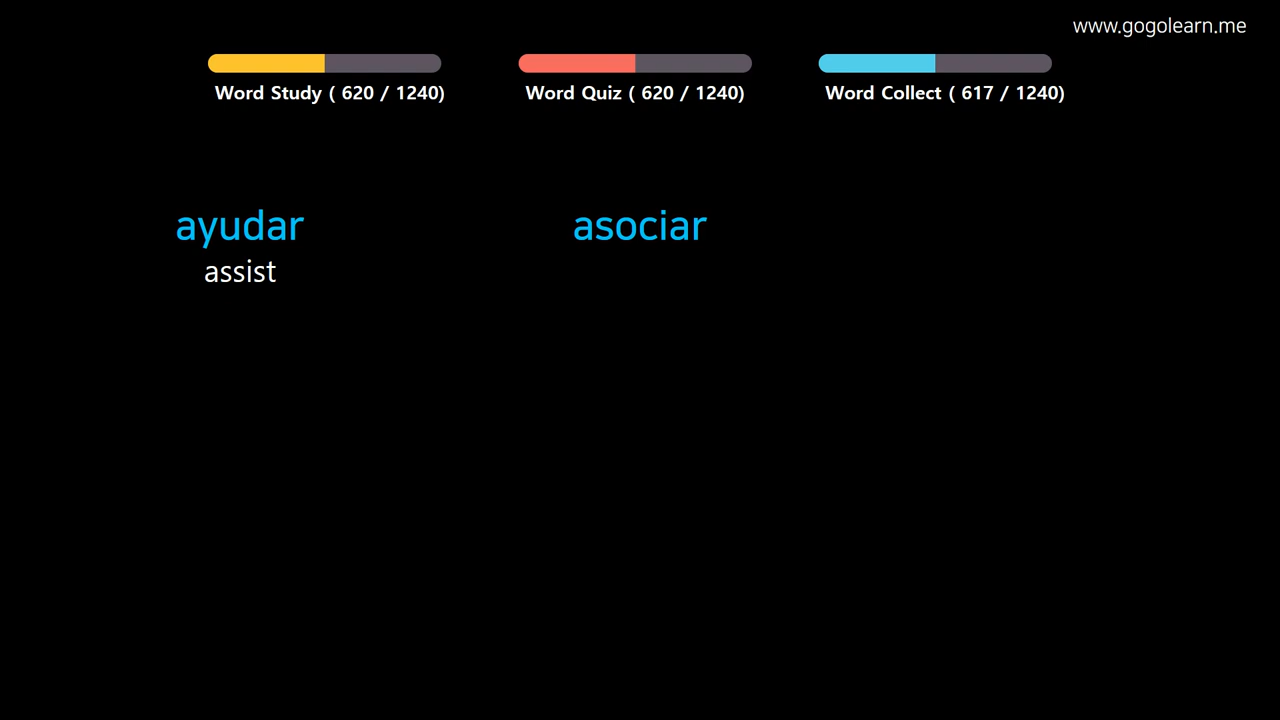 www.gogolearn.me
Word Study ( 620 / 1240)
Word Quiz ( 620 / 1240)
Word Collect ( 617 / 1240)
ayudar
assist
asociar